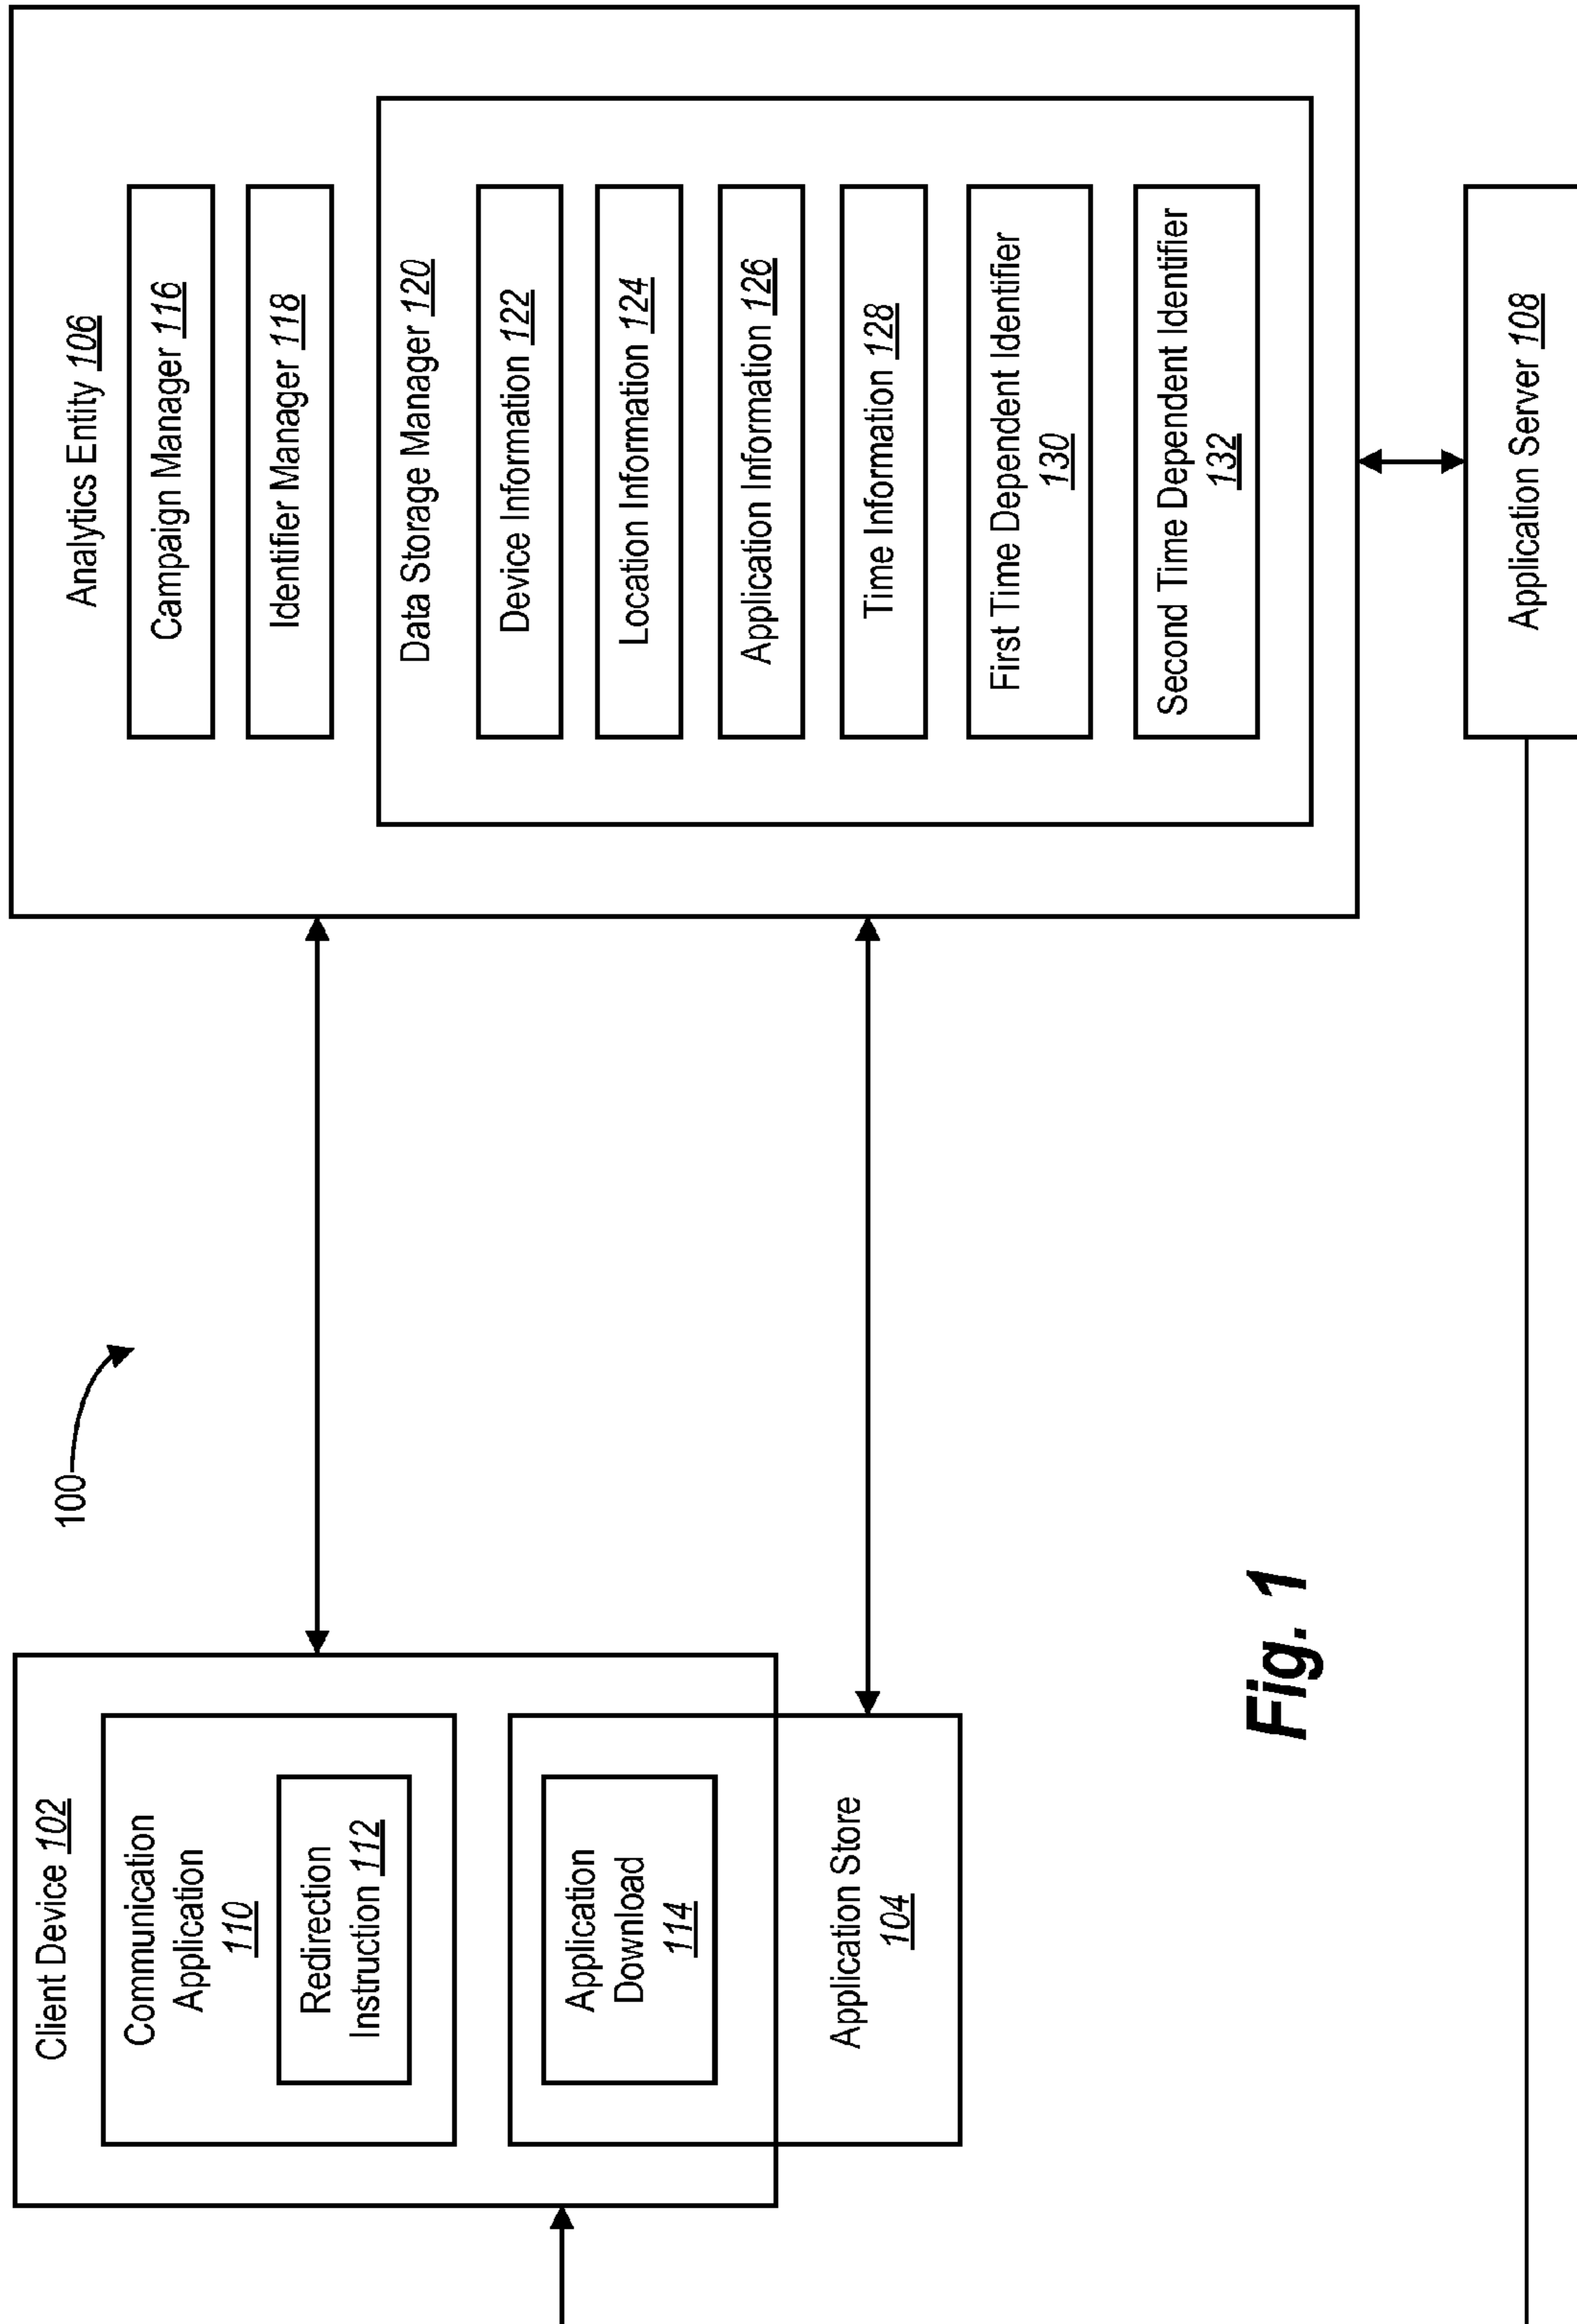 100
Client Device 102
Communication
Application
110
Redirection
Instruction 112
Application
Download
114
Application Store
104
Analytics Entity 106
Campaign Manager 116
Identifier Manager 118
Data Storage Manager 120
Device Information 122
Location Information 124
Application Information 126
Time Information 128
First Time Dependent Identifier
130
Second Time Dependent Identifier
132
Application Server 108
Fig. 1